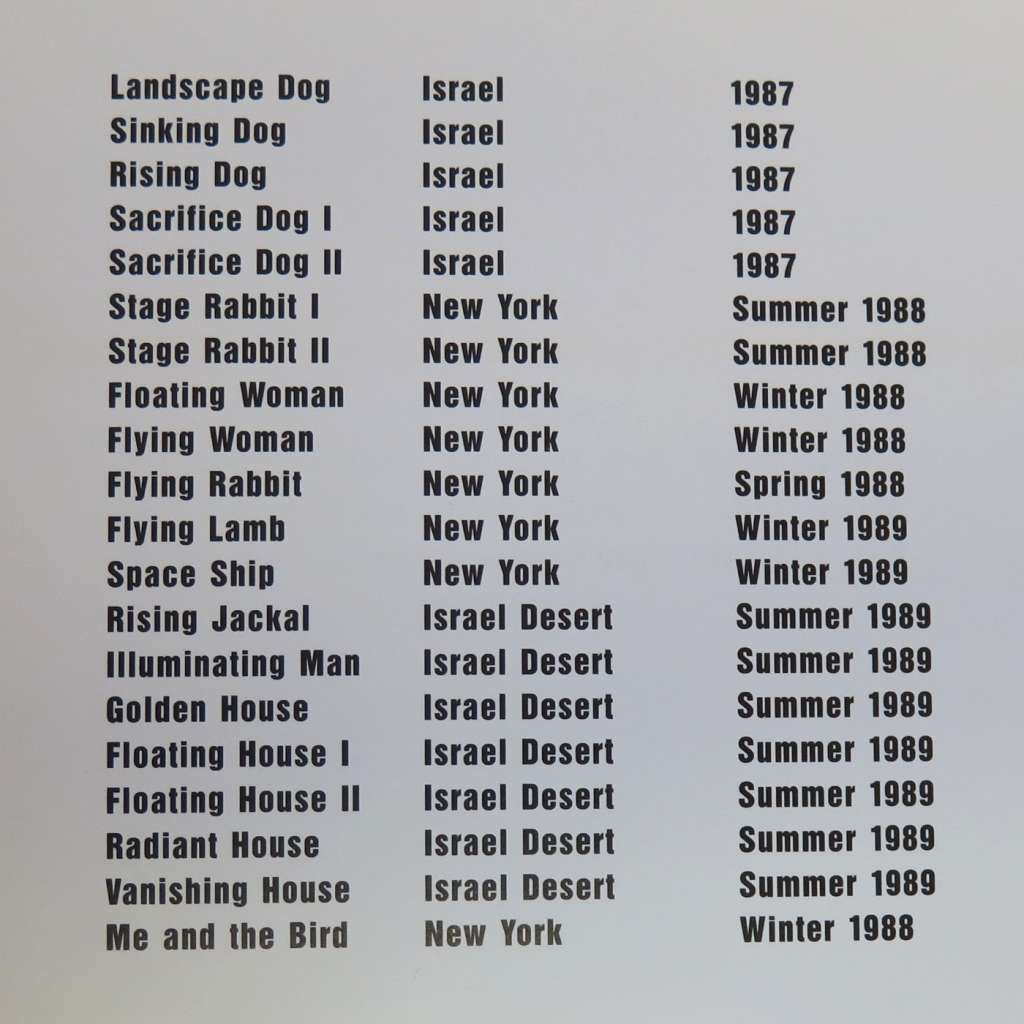 Landscape Dog Israel 1987
Sinking Dog Israel 1987
Rising Dog Israel 1987
Sacrifice Dog I Israel 1987
Sacrifice Dog II Israel 1987
Stage Rabbit I New York Summer 1988
Stage Rabbit II New York Summer 1988
Floating Woman New York Winter 1988
Flying Woman New York Winter 1988
Flying Rabbit New York Spring 1988
Flying Lamb New York Winter 1989
Space Ship New York Winter 1989
Rising Jackal Israel Desert Summer 1989
Illuminating Man Israel Desert Summer 1989
Golden House Israel Desert Summer 1989
Floating House I Israel Desert Summer 1989
Floating House II Israel Desert Summer 1989
Radiant House Israel Desert Summer 1989
Vanishing House Israel Desert Summer 1989
Me and the Bird New York Winter 1988